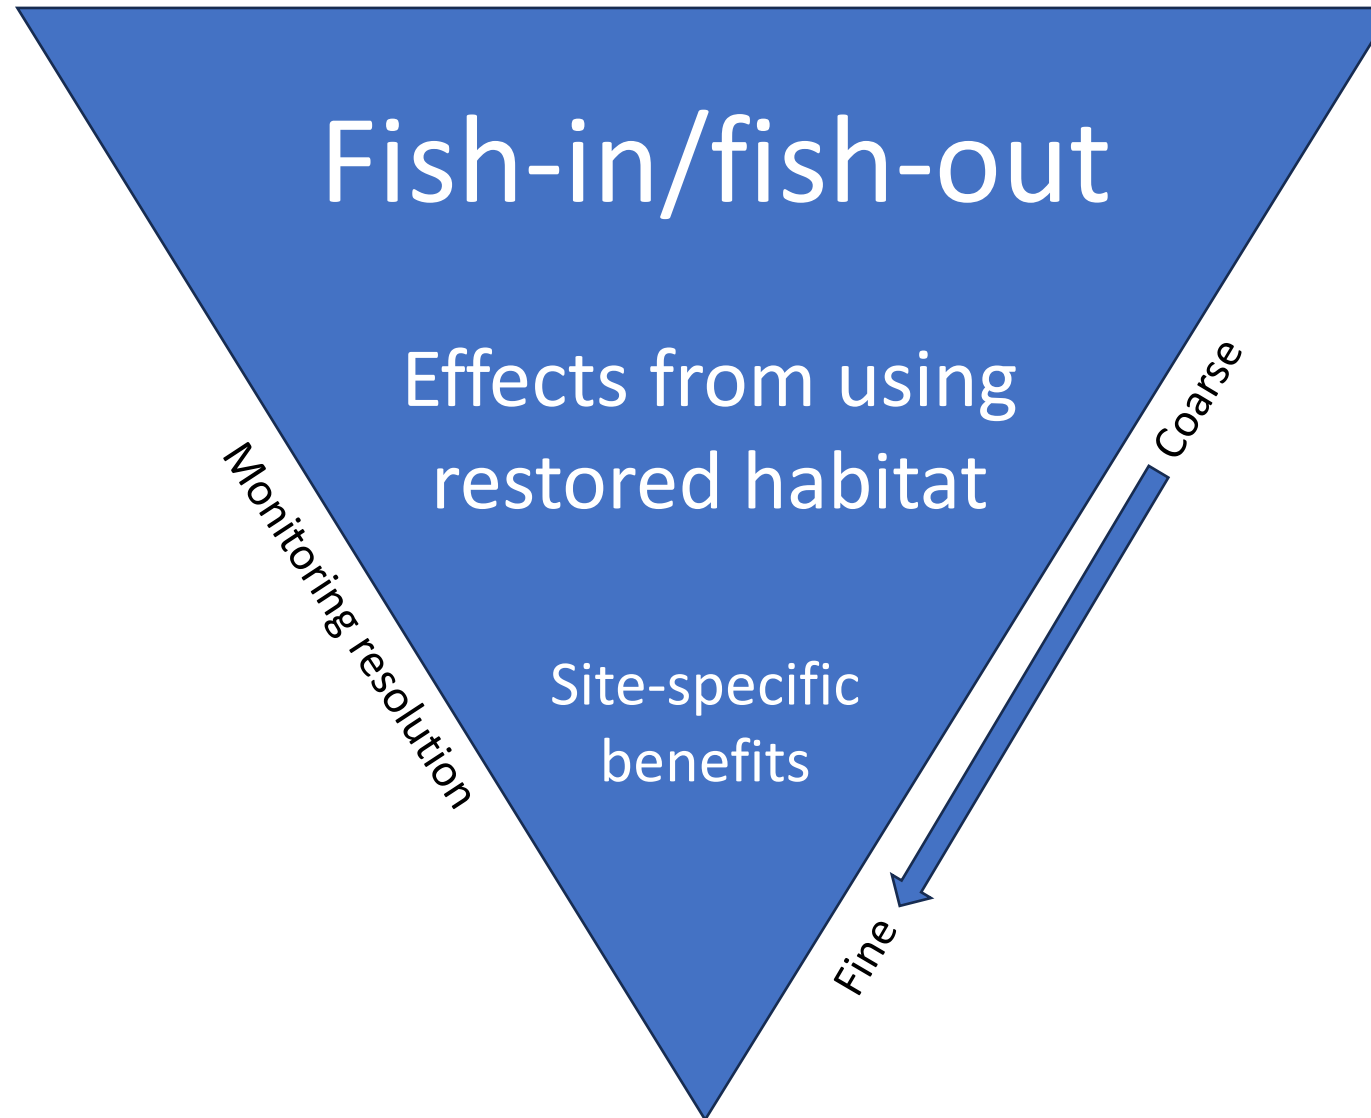 Fish-in/fish-out
Effects from using
restored habitat
Site-specific
benefits
Monitoring resolution
Coarse
Fine